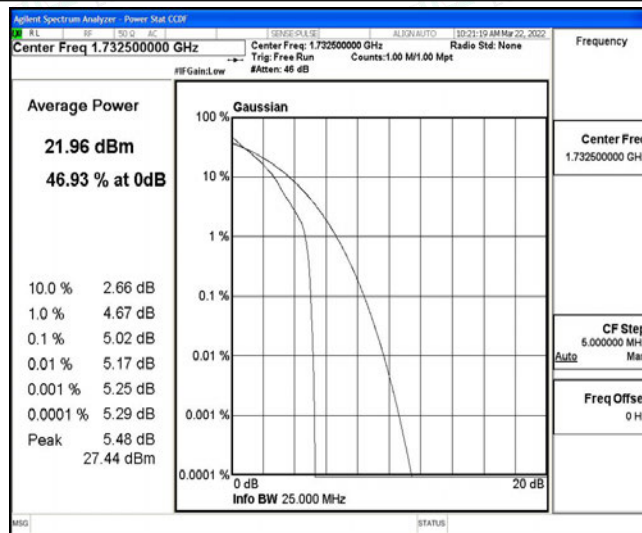 Agilent Spectrum Analyzer - Power Stat CCDF
RL RF 50 Ω AC SENSE:PULSE ALIGN AUTO 10:21:19 AM Mar 22, 2022
Center Freq 1.732500000 GHz Center Freq: 1.732500000 GHz Radio Std: None
Trig: Free Run Counts:1.00 M/1.00 Mpt
#IFGain:Low #Atten: 46 dB
Frequency
Average Power
21.96 dBm
46.93 % at 0dB
10.0 % 2.66 dB
1.0 % 4.67 dB
0.1 % 5.02 dB
0.01 % 5.17 dB
0.001 % 5.25 dB
0.0001 % 5.29 dB
Peak 5.48 dB
27.44 dBm
Gaussian
100 %
10 %
1 %
0.1 %
0.01 %
0.001 %
0.0001 %
0 dB 20 dB
Info BW 25.000 MHz
Center Fre
1.732500000 GH
CF Step
5.000000 MH
Auto Ma
Freq Offse
0 H
MSG STATUS